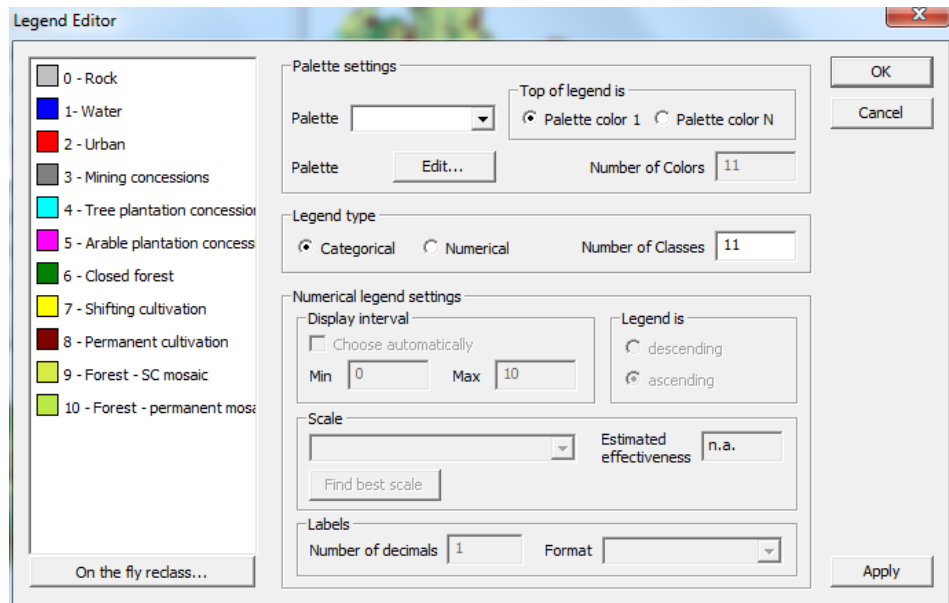 Legend Editor
x
0 - Rock
1- Water
2 - Urban
3 - Mining concessions
4 - Tree plantation concession
5 - Arable plantation concess
6 - Closed forest
7 - Shifting cultivation
8 - Permanent cultivation
9 - Forest - SC mosaic
10 - Forest - permanent mosa
On the fly reclass...
Palette settings
Palette
Top of legend is
Palette color 1 Palette color N
Palette Edit... Number of Colors 11
Legend type
Categorical Numerical Number of Classes 11
Numerical legend settings
Display interval
Choose automatically
Min 0 Max 10
Legend is
descending
ascending
Scale
Estimated
effectiveness n.a.
Find best scale
Labels
Number of decimals 1 Format
OK
Cancel
Apply